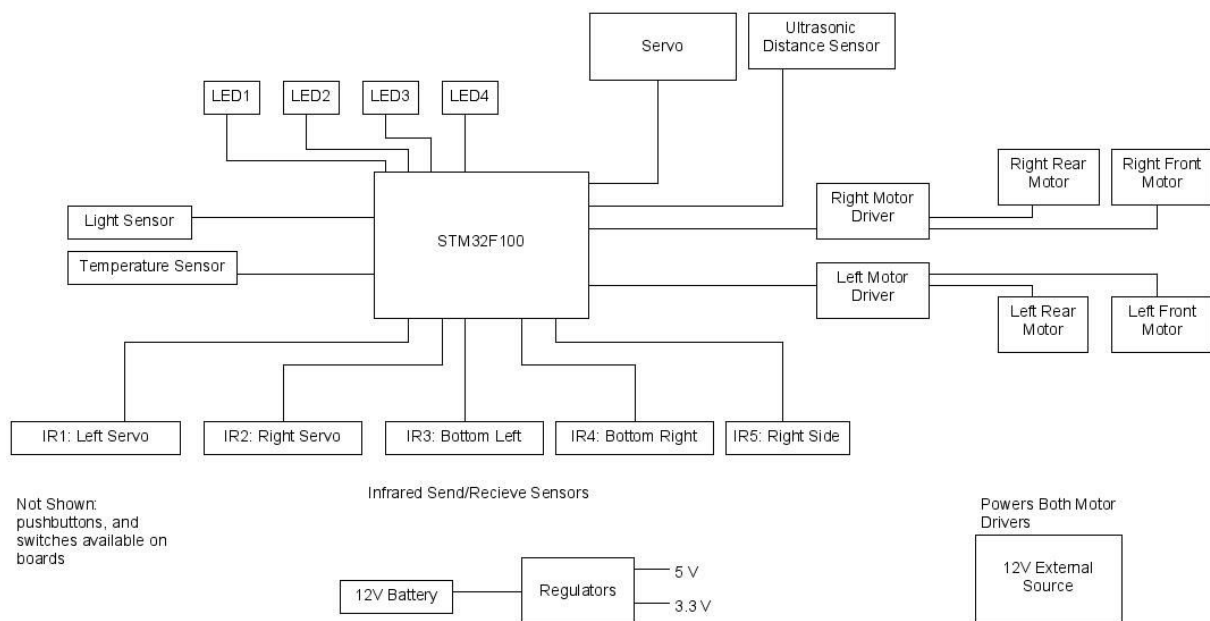 Servo
Ultrasonic
Distance Sensor
LED1
LED2
LED3
LED4
Right Rear
Motor
Right Front
Motor
Light Sensor
Right Motor
Driver
STM32F100
Temperature Sensor
Left Motor
Driver
Left Rear
Motor
Left Front
Motor
IR1: Left Servo
IR2: Right Servo
IR3: Bottom Left
IR4: Bottom Right
IR5: Right Side
Infrared Send/Recieve Sensors
Not Shown:
pushbuttons, and
switches available on
boards
Powers Both Motor
Drivers
12V Battery
Regulators
5 V
3.3 V
12V External
Source